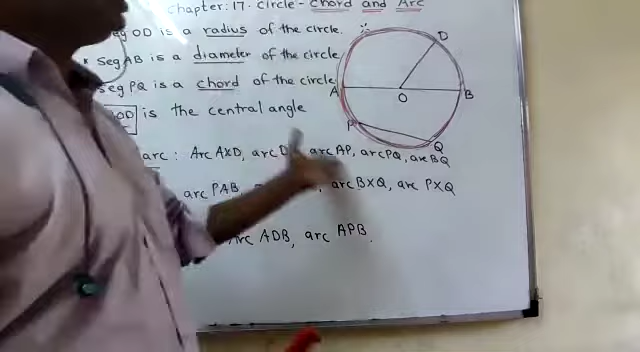 Chapter: 17. Circle - Chord and Arc
seg OD is a radius of the circle.
* Seg AB is a diameter of the circle
seg PQ is a chord of the circle
is the central angle
arc: Arc AXD, arc D arc AP, arc PQ, arc BQ
arc PAB, arc BXQ, arc PXQ
Arc ADB, arc APB.
X
D
A
O
B
P
Q